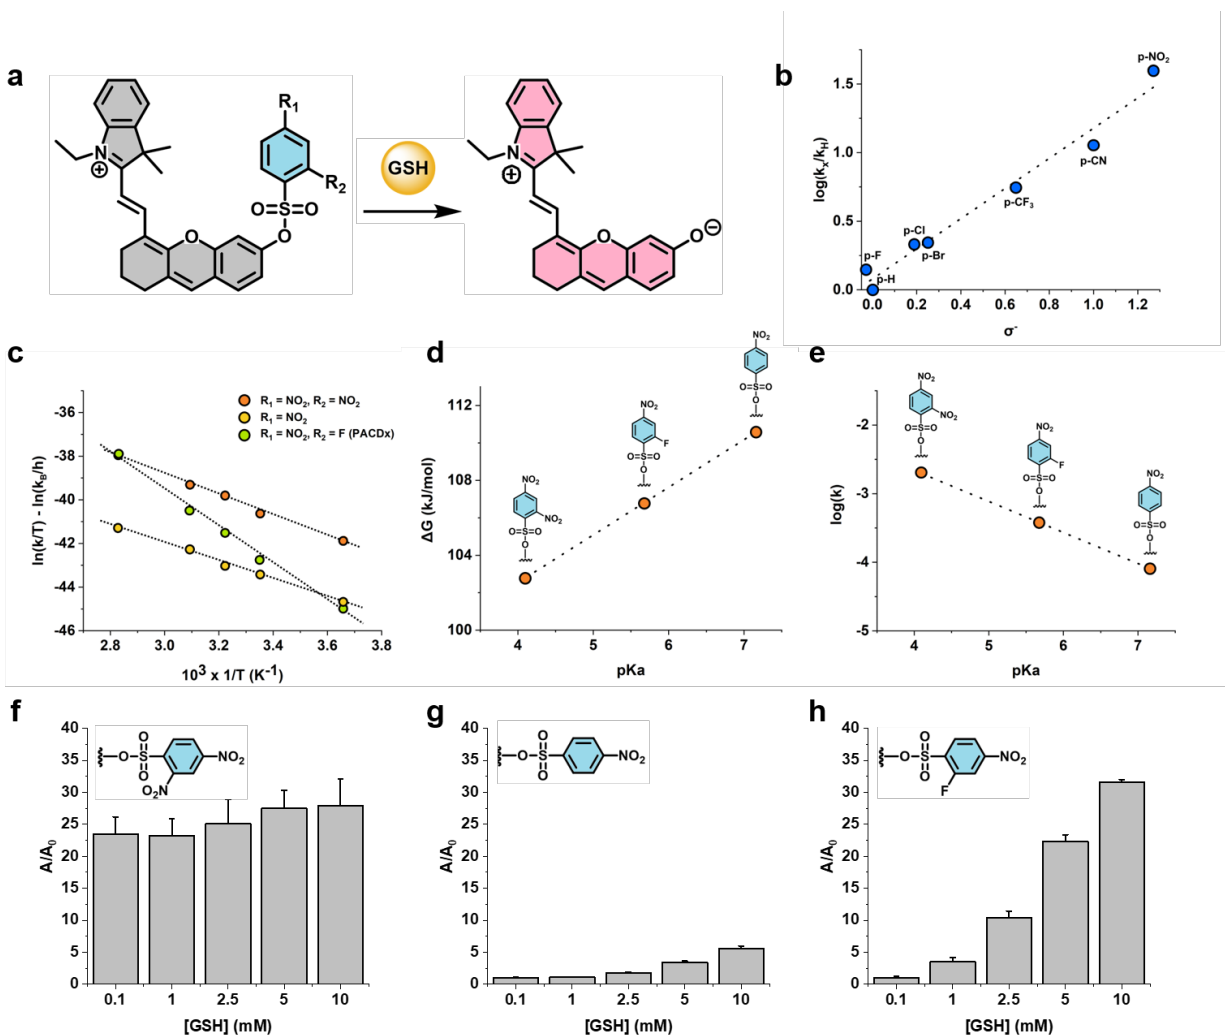 a
R₁
R₂
N
⊕
O=S=O
O
O
GSH
N
⊕
O
O
⊖
b
log(kₓ/k_H)
1.5
1.0
0.5
0.0
p-NO₂
p-CN
p-CF₃
p-Cl
p-Br
p-F
p-H
0.0 0.2 0.4 0.6 0.8 1.0 1.2
σ⁻
c
ln(k/T) - ln(k_B/h)
-36
-38
-40
-42
-44
-46
R₁ = NO₂, R₂ = NO₂
R₁ = NO₂
R₁ = NO₂, R₂ = F (PACDx)
2.8 3.0 3.2 3.4 3.6 3.8
10³ x 1/T (K⁻¹)
d
ΔG (kJ/mol)
112
108
104
100
NO₂
O=S=O
O
NO₂
F
O=S=O
O
NO₂
NO₂
O=S=O
O
4 5 6 7
pKa
e
log(k)
-2
-3
-4
-5
NO₂
NO₂
O=S=O
O
NO₂
F
O=S=O
O
NO₂
O=S=O
O
4 5 6 7
pKa
f
A/A₀
40
35
30
25
20
15
10
5
0
O
O S NO₂
O
O₂N
0.1 1 2.5 5 10
[GSH] (mM)
g
A/A₀
40
35
30
25
20
15
10
5
0
O
O S NO₂
O
0.1 1 2.5 5 10
[GSH] (mM)
h
A/A₀
40
35
30
25
20
15
10
5
0
O
O S NO₂
O
F
0.1 1 2.5 5 10
[GSH] (mM)